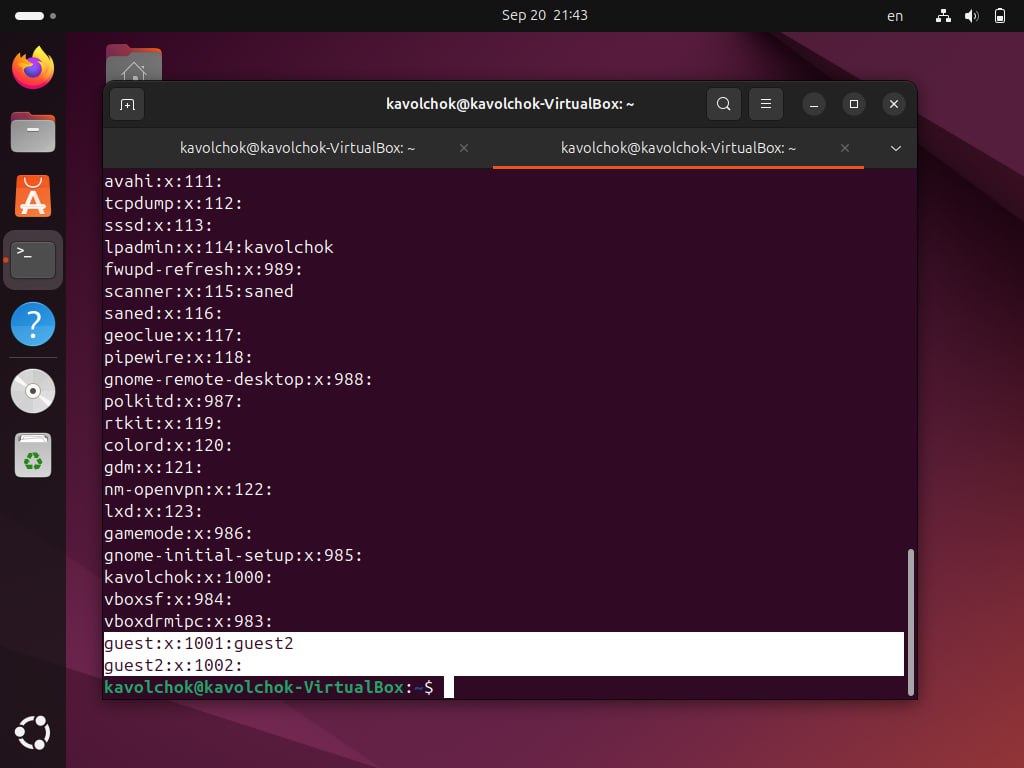 Sep 20 21:43
en
kavolchok@kavolchok-VirtualBox: ~
kavolchok@kavolchok-VirtualBox: ~
kavolchok@kavolchok-VirtualBox: ~
avahi:x:111:
tcpdump:x:112:
sssd:x:113:
lpadmin:x:114:kavolchok
fwupd-refresh:x:989:
scanner:x:115:saned
saned:x:116:
geoclue:x:117:
pipewire:x:118:
gnome-remote-desktop:x:988:
polkitd:x:987:
rtkit:x:119:
colord:x:120:
gdm:x:121:
nm-openvpn:x:122:
lxd:x:123:
gamemode:x:986:
gnome-initial-setup:x:985:
kavolchok:x:1000:
vboxsf:x:984:
vboxdrmipc:x:983:
guest:x:1001:guest2
guest2:x:1002:
kavolchok@kavolchok-VirtualBox:~$